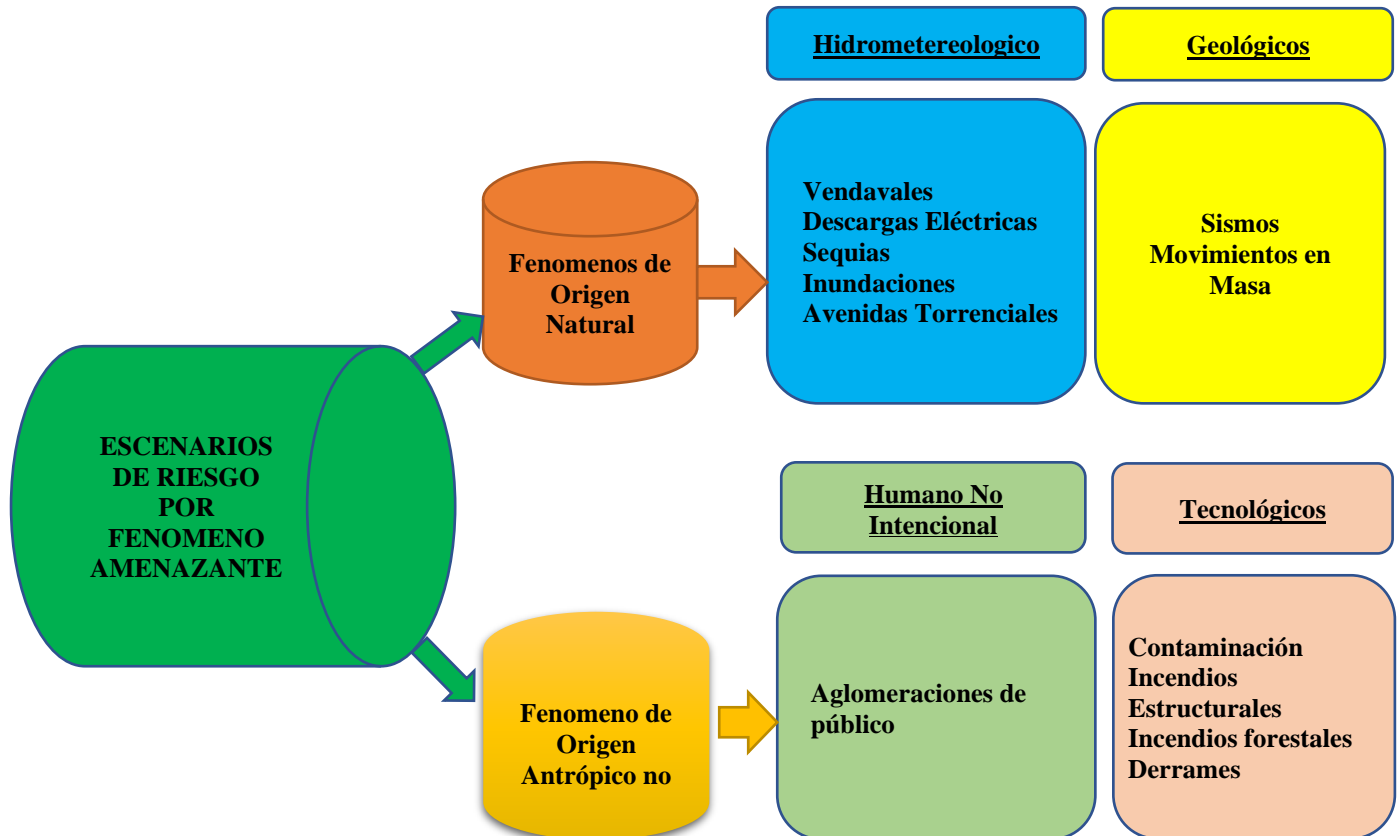 Hidrometereologico
Geológicos
Vendavales
Descargas Eléctricas
Sequias
Inundaciones
Avenidas Torrenciales
Sismos
Movimientos en
Masa
Fenomenos de
Origen
Natural
ESCENARIOS
DE RIESGO
POR
FENOMENO
AMENAZANTE
Humano No
Intencional
Tecnológicos
Fenomeno de
Origen
Antrópico no
Aglomeraciones de
público
Contaminación
Incendios
Estructurales
Incendios forestales
Derrames